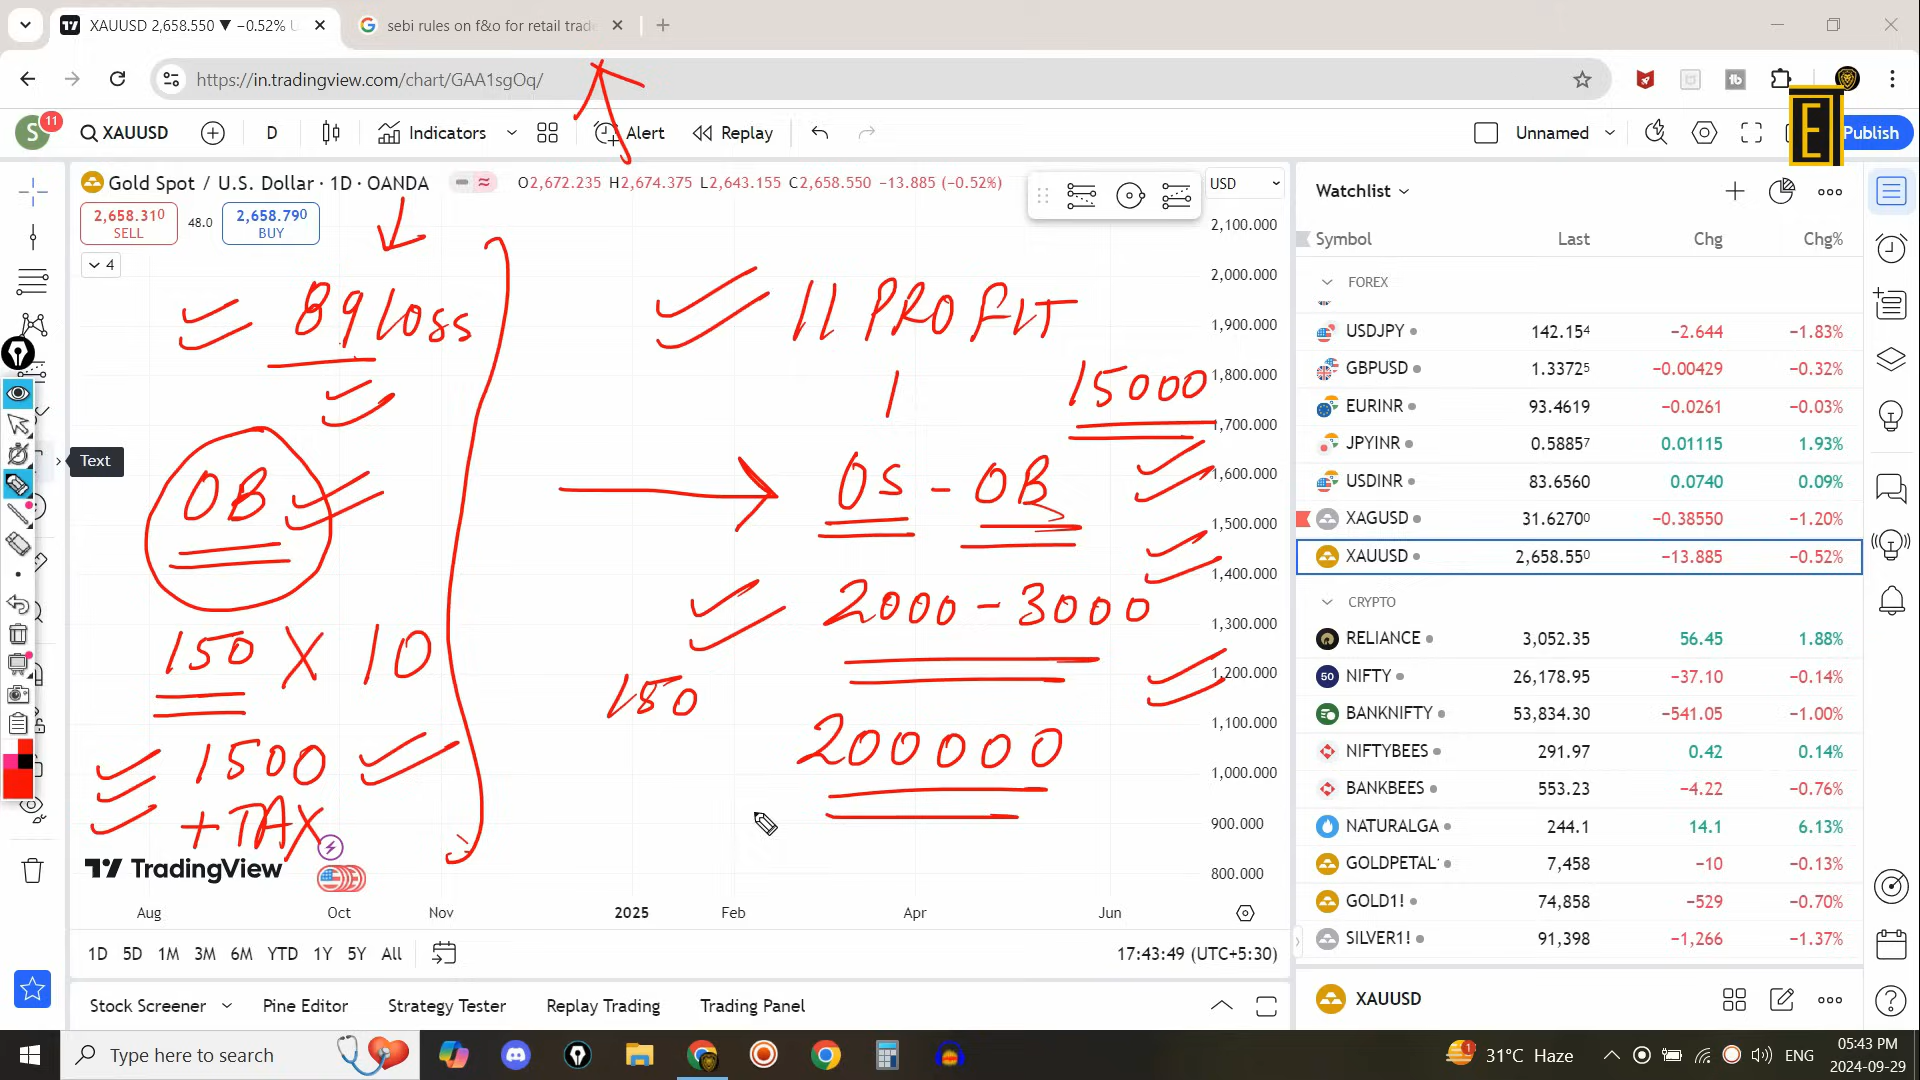 XAUUSD 2,658.550 ▼ −0.52% U
sebi rules on f&o for retail trade
https://in.tradingview.com/chart/GAA1sgOq/
S 11 XAUUSD D Indicators Alert Replay Unnamed Publish
E
Gold Spot / U.S. Dollar · 1D · OANDA O2,672.235 H2,674.375 L2,643.155 C2,658.550 −13.885 (−0.52%) USD
2,658.310 SELL 48.0 2,658.790 BUY
4
89 loss
11 PROFIT
1
15000
OB
OS - OB
150 X 10
2000 - 3000
150
1500
200000
+ TAX
Text
TradingView
2,100.000
2,000.000
1,900.000
1,800.000
1,700.000
1,600.000
1,500.000
1,400.000
1,300.000
1,200.000
1,100.000
1,000.000
900.000
800.000
Aug Oct Nov 2025 Feb Apr Jun
1D 5D 1M 3M 6M YTD 1Y 5Y All 17:43:49 (UTC+5:30)
Stock Screener Pine Editor Strategy Tester Replay Trading Trading Panel
Watchlist
Symbol Last Chg Chg%
FOREX
USDJPY 142.154 −2.644 −1.83%
GBPUSD 1.33725 −0.00429 −0.32%
EURINR 93.4619 −0.0261 −0.03%
JPYINR 0.58857 0.01115 1.93%
USDINR 83.6560 0.0740 0.09%
XAGUSD 31.62700 −0.38550 −1.20%
XAUUSD 2,658.550 −13.885 −0.52%
CRYPTO
RELIANCE 3,052.35 56.45 1.88%
50 NIFTY 26,178.95 −37.10 −0.14%
BANKNIFTY 53,834.30 −541.05 −1.00%
NIFTYBEES 291.97 0.42 0.14%
BANKBEES 553.23 −4.22 −0.76%
NATURALGA 244.1 14.1 6.13%
GOLDPETAL 7,458 −10 −0.13%
GOLD1! 74,858 −529 −0.70%
SILVER1! 91,398 −1,266 −1.37%
XAUUSD
Type here to search
1 31°C Haze ENG 05:43 PM
2024-09-29